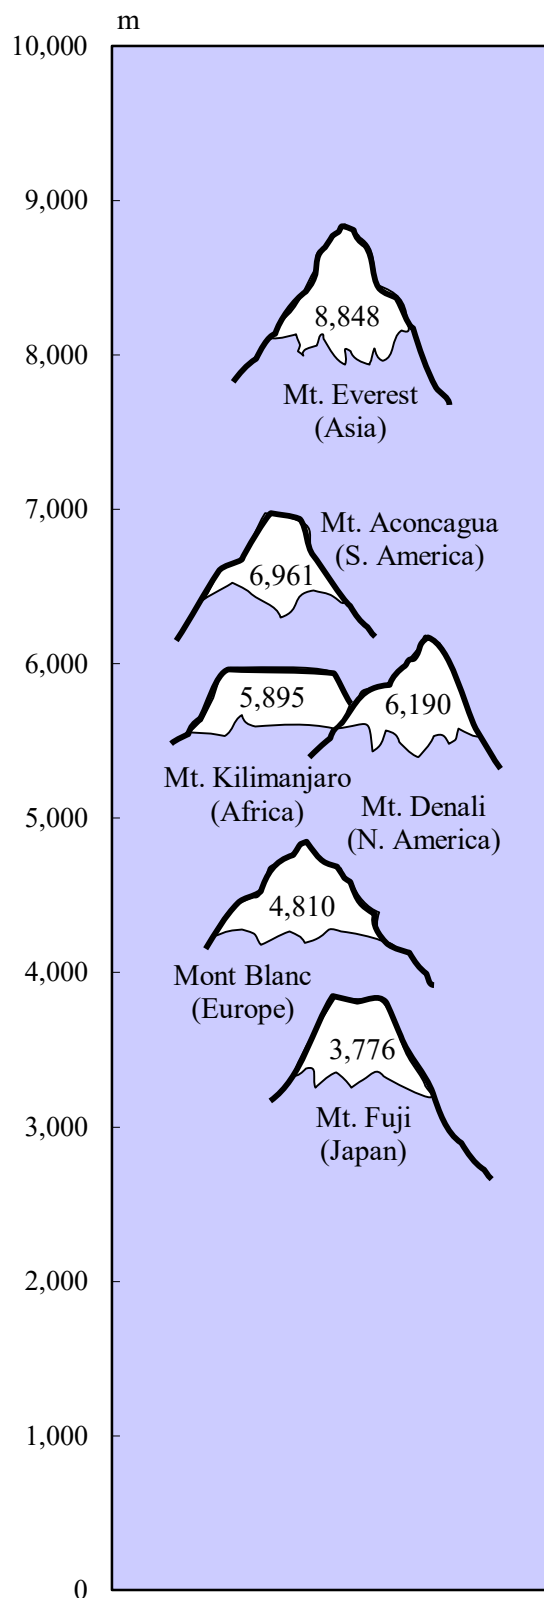 m
10,000
9,000
8,848
8,000
Mt. Everest
(Asia)
7,000
Mt. Aconcagua
(S. America)
6,961
6,000
5,895
6,190
Mt. Kilimanjaro
(Africa)
5,000
Mt. Denali
(N. America)
4,810
4,000
Mont Blanc
(Europe)
3,776
3,000
Mt. Fuji
(Japan)
2,000
1,000
0